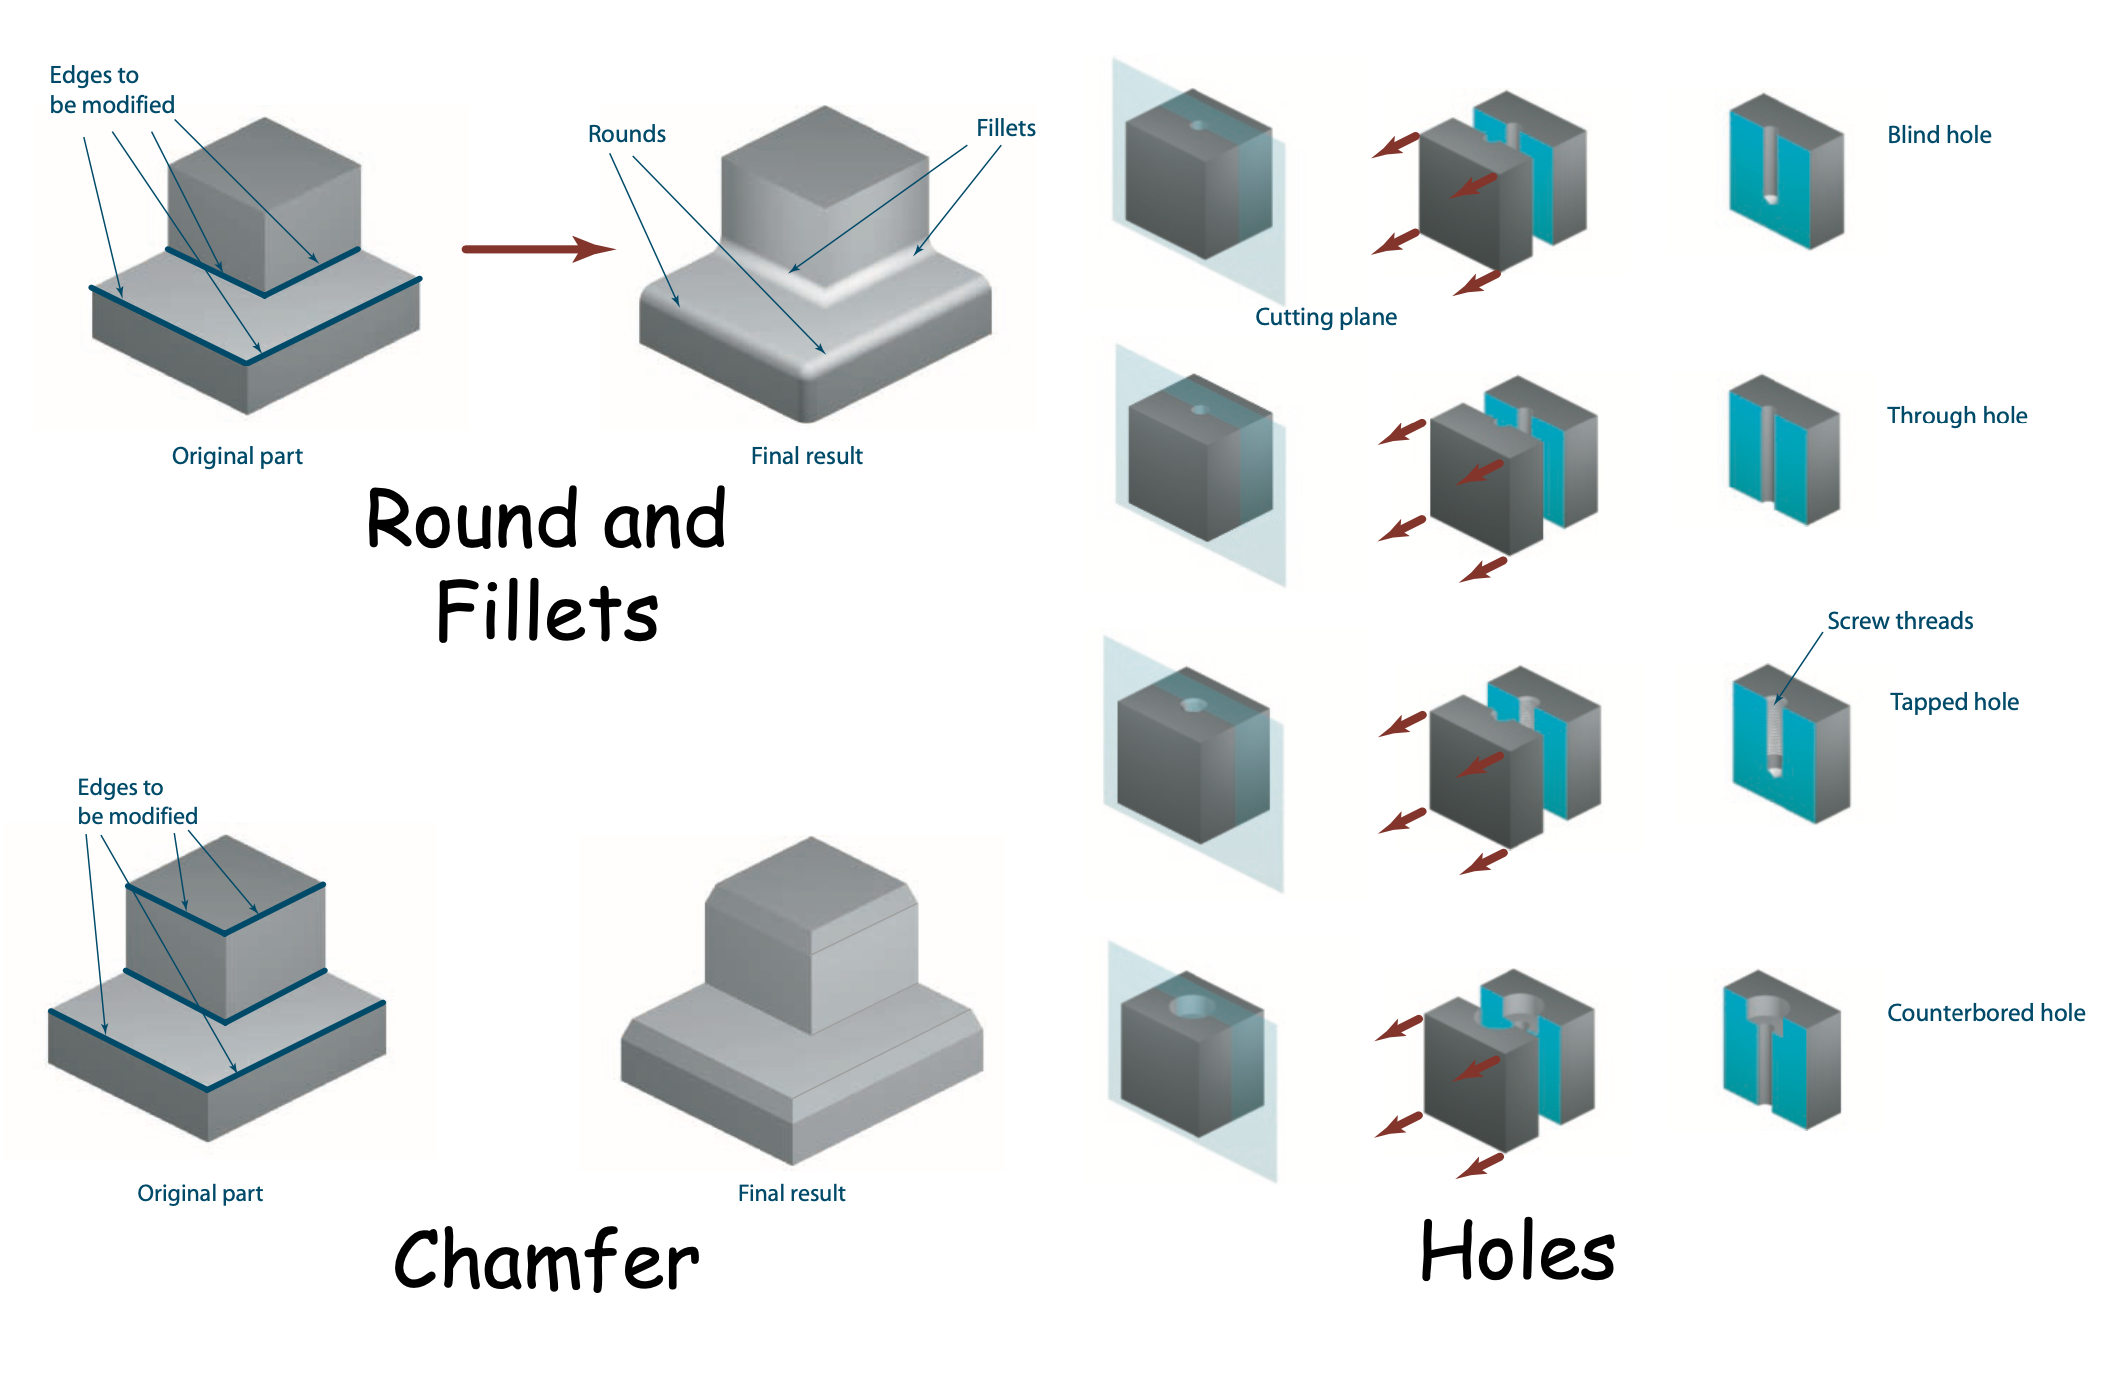 Edges to
be modified
Rounds
Fillets
Original part
Final result
Round and
Fillets
Edges to
be modified
Original part
Final result
Chamfer
Blind hole
Cutting plane
Through hole
Screw threads
Tapped hole
Counterbored hole
Holes